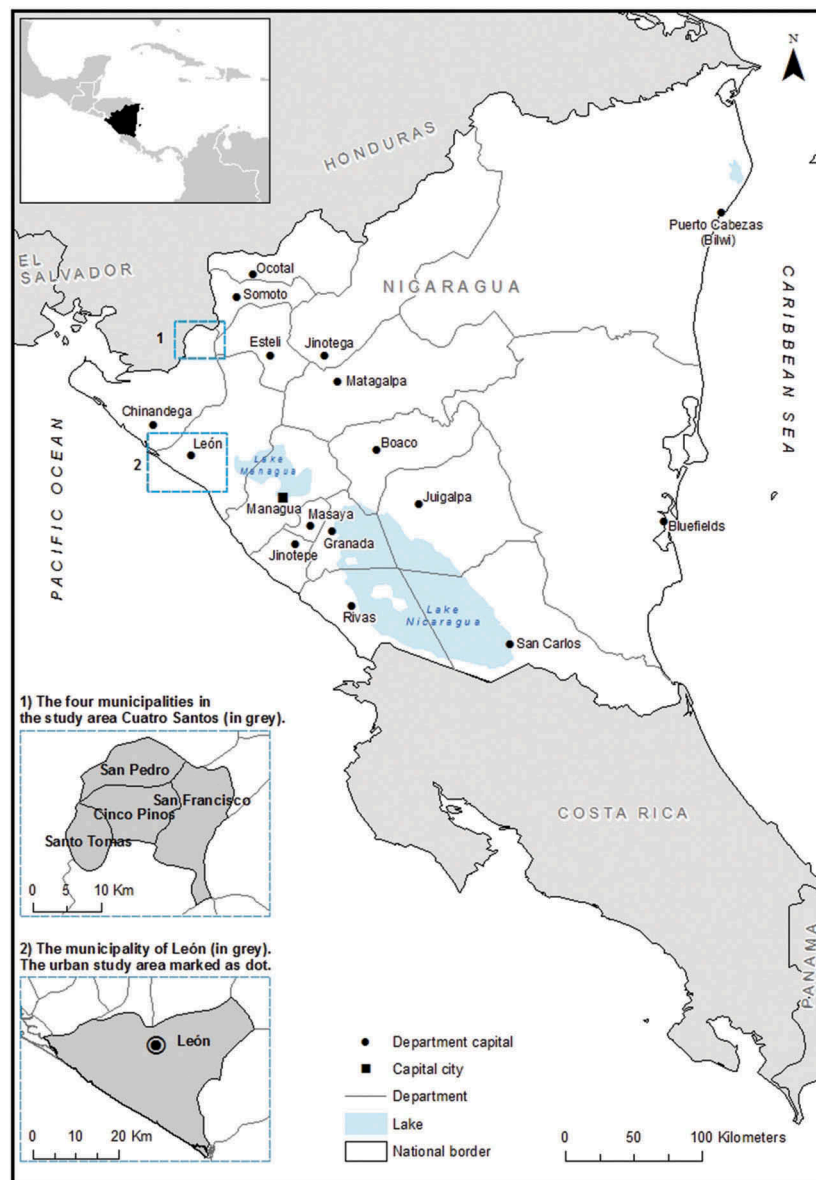 N
HONDURAS
EL
SALVADOR
NICARAGUA
Puerto Cabezas
(Bilwi)
CARIBBEAN SEA
Ocotal
Somoto
1
Esteli
Jinotega
Matagalpa
Chinandega
León
2
Lake
Managua
Boaco
Juigalpa
Managua
Masaya
Granada
Jinotepe
Bluefields
PACIFIC OCEAN
Rivas
Lake
Nicaragua
San Carlos
COSTA RICA
PANAMA
1) The four municipalities in
the study area Cuatro Santos (in grey).
San Pedro
San Francisco
Cinco Pinos
Santo Tomas
0 5 10 Km
2) The municipality of León (in grey).
The urban study area marked as dot.
León
0 10 20 Km
Department capital
Capital city
Department
Lake
National border
0 50 100 Kilometers